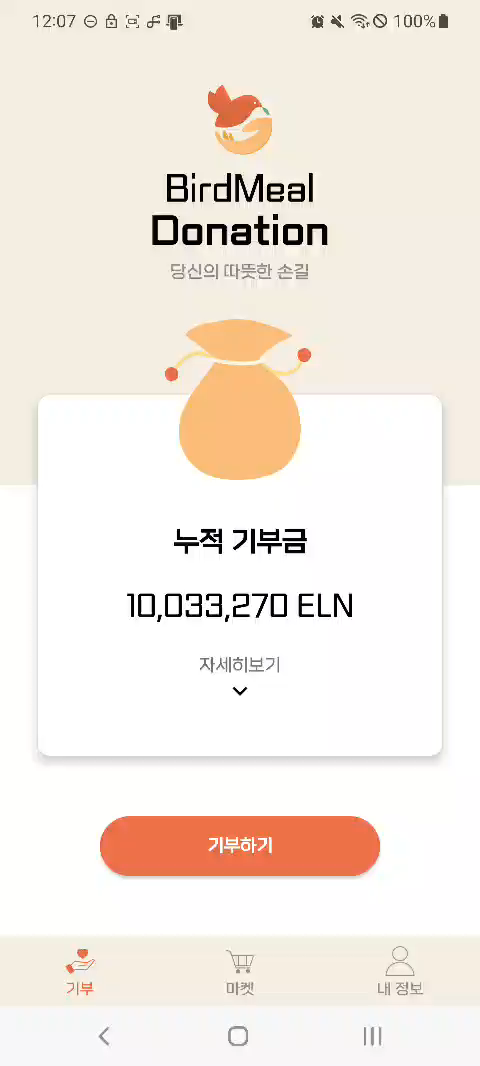 12:07
100%
BirdMeal
Donation
당신의 따뜻한 손길
누적 기부금
10,033,270 ELN
자세히보기
기부하기
기부 마켓 내 정보